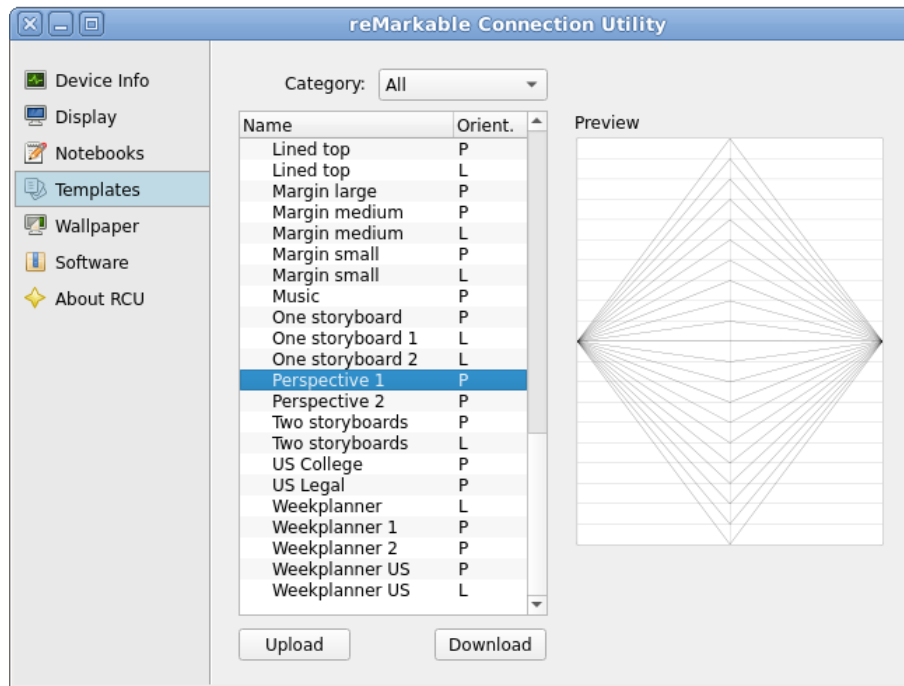 reMarkable Connection Utility
Device Info
Display
Notebooks
Templates
Wallpaper
Software
About RCU
Category: All
Name Orient.
Lined top P
Lined top L
Margin large P
Margin medium P
Margin medium L
Margin small P
Margin small L
Music P
One storyboard P
One storyboard 1 L
One storyboard 2 L
Perspective 1 P
Perspective 2 P
Two storyboards P
Two storyboards L
US College P
US Legal P
Weekplanner L
Weekplanner 1 P
Weekplanner 2 P
Weekplanner US P
Weekplanner US L
Upload Download
Preview